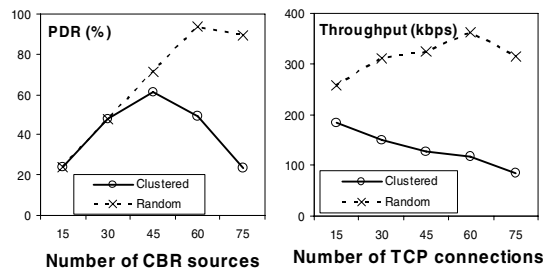 PDR (%)
100
80
60
40
20
0
Clustered
Random
15 30 45 60 75
Number of CBR sources
Throughput (kbps)
400
300
200
100
0
Clustered
Random
15 30 45 60 75
Number of TCP connections